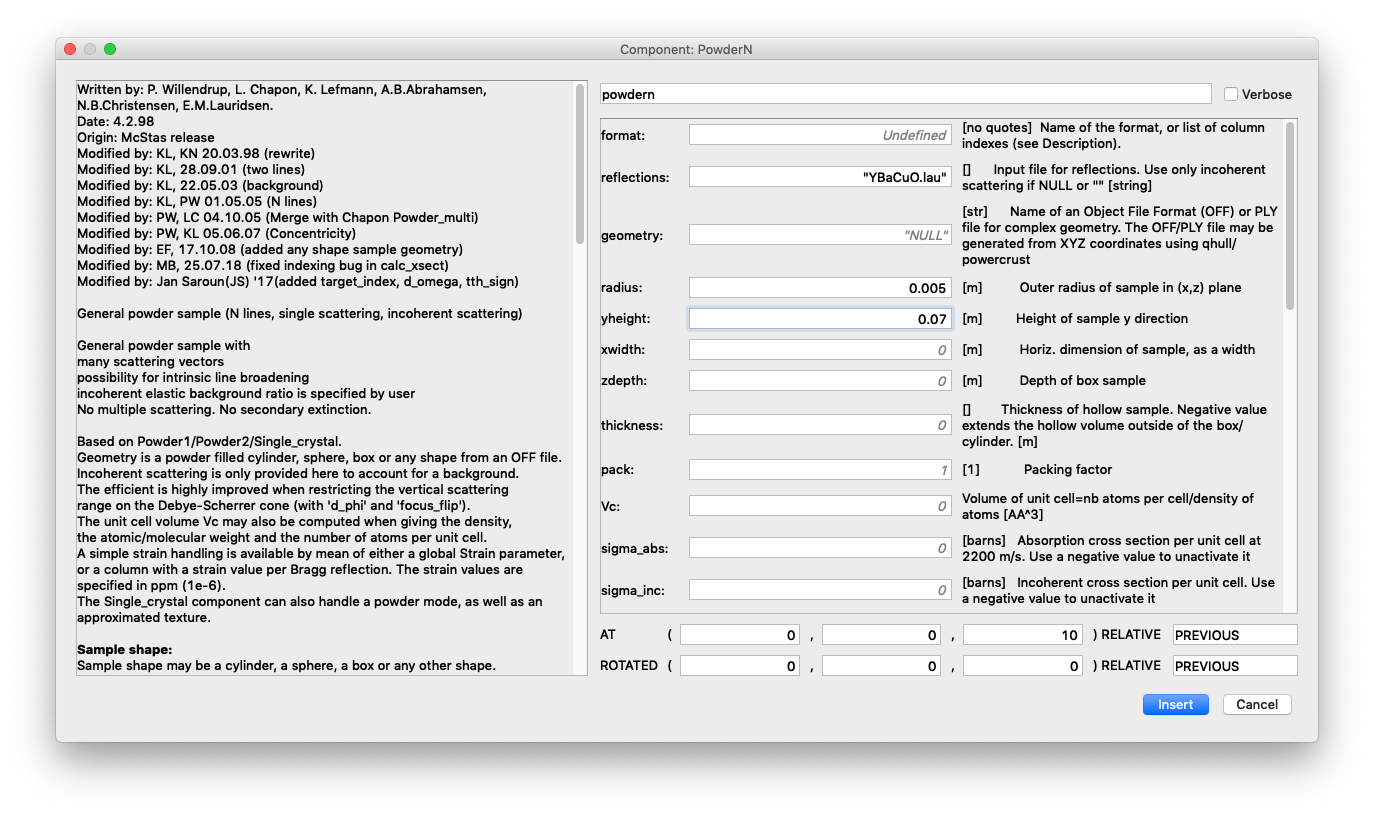 Component: PowderN
Written by: P. Willendrup, L. Chapon, K. Lefmann, A.B.Abrahamsen,
N.B.Christensen, E.M.Lauridsen.
Date: 4.2.98
Origin: McStas release
Modified by: KL, KN 20.03.98 (rewrite)
Modified by: KL, 28.09.01 (two lines)
Modified by: KL, 22.05.03 (background)
Modified by: KL, PW 01.05.05 (N lines)
Modified by: PW, LC 04.10.05 (Merge with Chapon Powder_multi)
Modified by: PW, KL 05.06.07 (Concentricity)
Modified by: EF, 17.10.08 (added any shape sample geometry)
Modified by: MB, 25.07.18 (fixed indexing bug in calc_xsect)
Modified by: Jan Saroun(JS) '17(added target_index, d_omega, tth_sign)
General powder sample (N lines, single scattering, incoherent scattering)
General powder sample with
many scattering vectors
possibility for intrinsic line broadening
incoherent elastic background ratio is specified by user
No multiple scattering. No secondary extinction.
Based on Powder1/Powder2/Single_crystal.
Geometry is a powder filled cylinder, sphere, box or any shape from an OFF file.
Incoherent scattering is only provided here to account for a background.
The efficient is highly improved when restricting the vertical scattering
range on the Debye-Scherrer cone (with 'd_phi' and 'focus_flip').
The unit cell volume Vc may also be computed when giving the density,
the atomic/molecular weight and the number of atoms per unit cell.
A simple strain handling is available by mean of either a global Strain parameter,
or a column with a strain value per Bragg reflection. The strain values are
specified in ppm (1e-6).
The Single_crystal component can also handle a powder mode, as well as an
approximated texture.
Sample shape:
Sample shape may be a cylinder, a sphere, a box or any other shape.
powdern Verbose
format: Undefined [no quotes] Name of the format, or list of column
indexes (see Description).
reflections: "YBaCuO.lau" [] Input file for reflections. Use only incoherent
scattering if NULL or "" [string]
geometry: "NULL" [str] Name of an Object File Format (OFF) or PLY
file for complex geometry. The OFF/PLY file may be
generated from XYZ coordinates using qhull/
powercrust
radius: 0.005 [m] Outer radius of sample in (x,z) plane
yheight: 0.07 [m] Height of sample y direction
xwidth: 0 [m] Horiz. dimension of sample, as a width
zdepth: 0 [m] Depth of box sample
thickness: 0 [] Thickness of hollow sample. Negative value
extends the hollow volume outside of the box/
cylinder. [m]
pack: 1 [1] Packing factor
Vc: 0 Volume of unit cell=nb atoms per cell/density of
atoms [AA^3]
sigma_abs: 0 [barns] Absorption cross section per unit cell at
2200 m/s. Use a negative value to unactivate it
sigma_inc: 0 [barns] Incoherent cross section per unit cell. Use
a negative value to unactivate it
AT ( 0 , 0 , 10 ) RELATIVE PREVIOUS
ROTATED ( 0 , 0 , 0 ) RELATIVE PREVIOUS
Insert Cancel